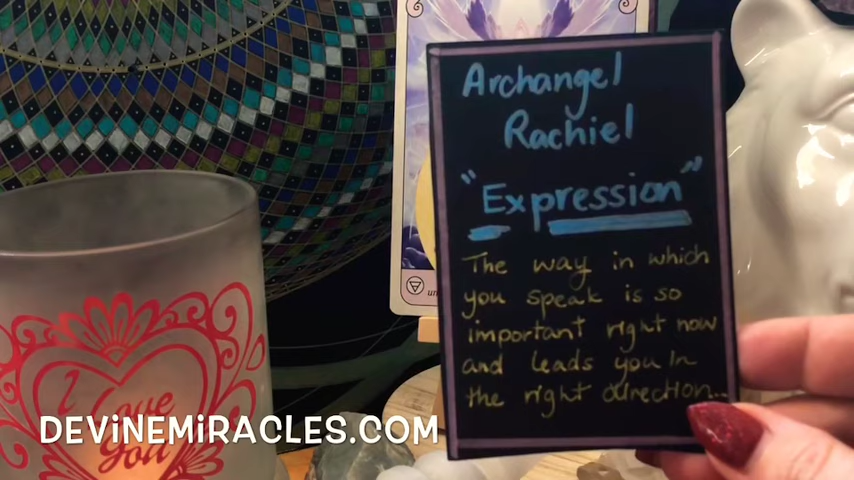 Archangel
Rachiel
"Expression"
The way in which
you speak is so
important right now
and leads you in
the right direction...
I Love
You
DEViNEMiRACLES.COM
un